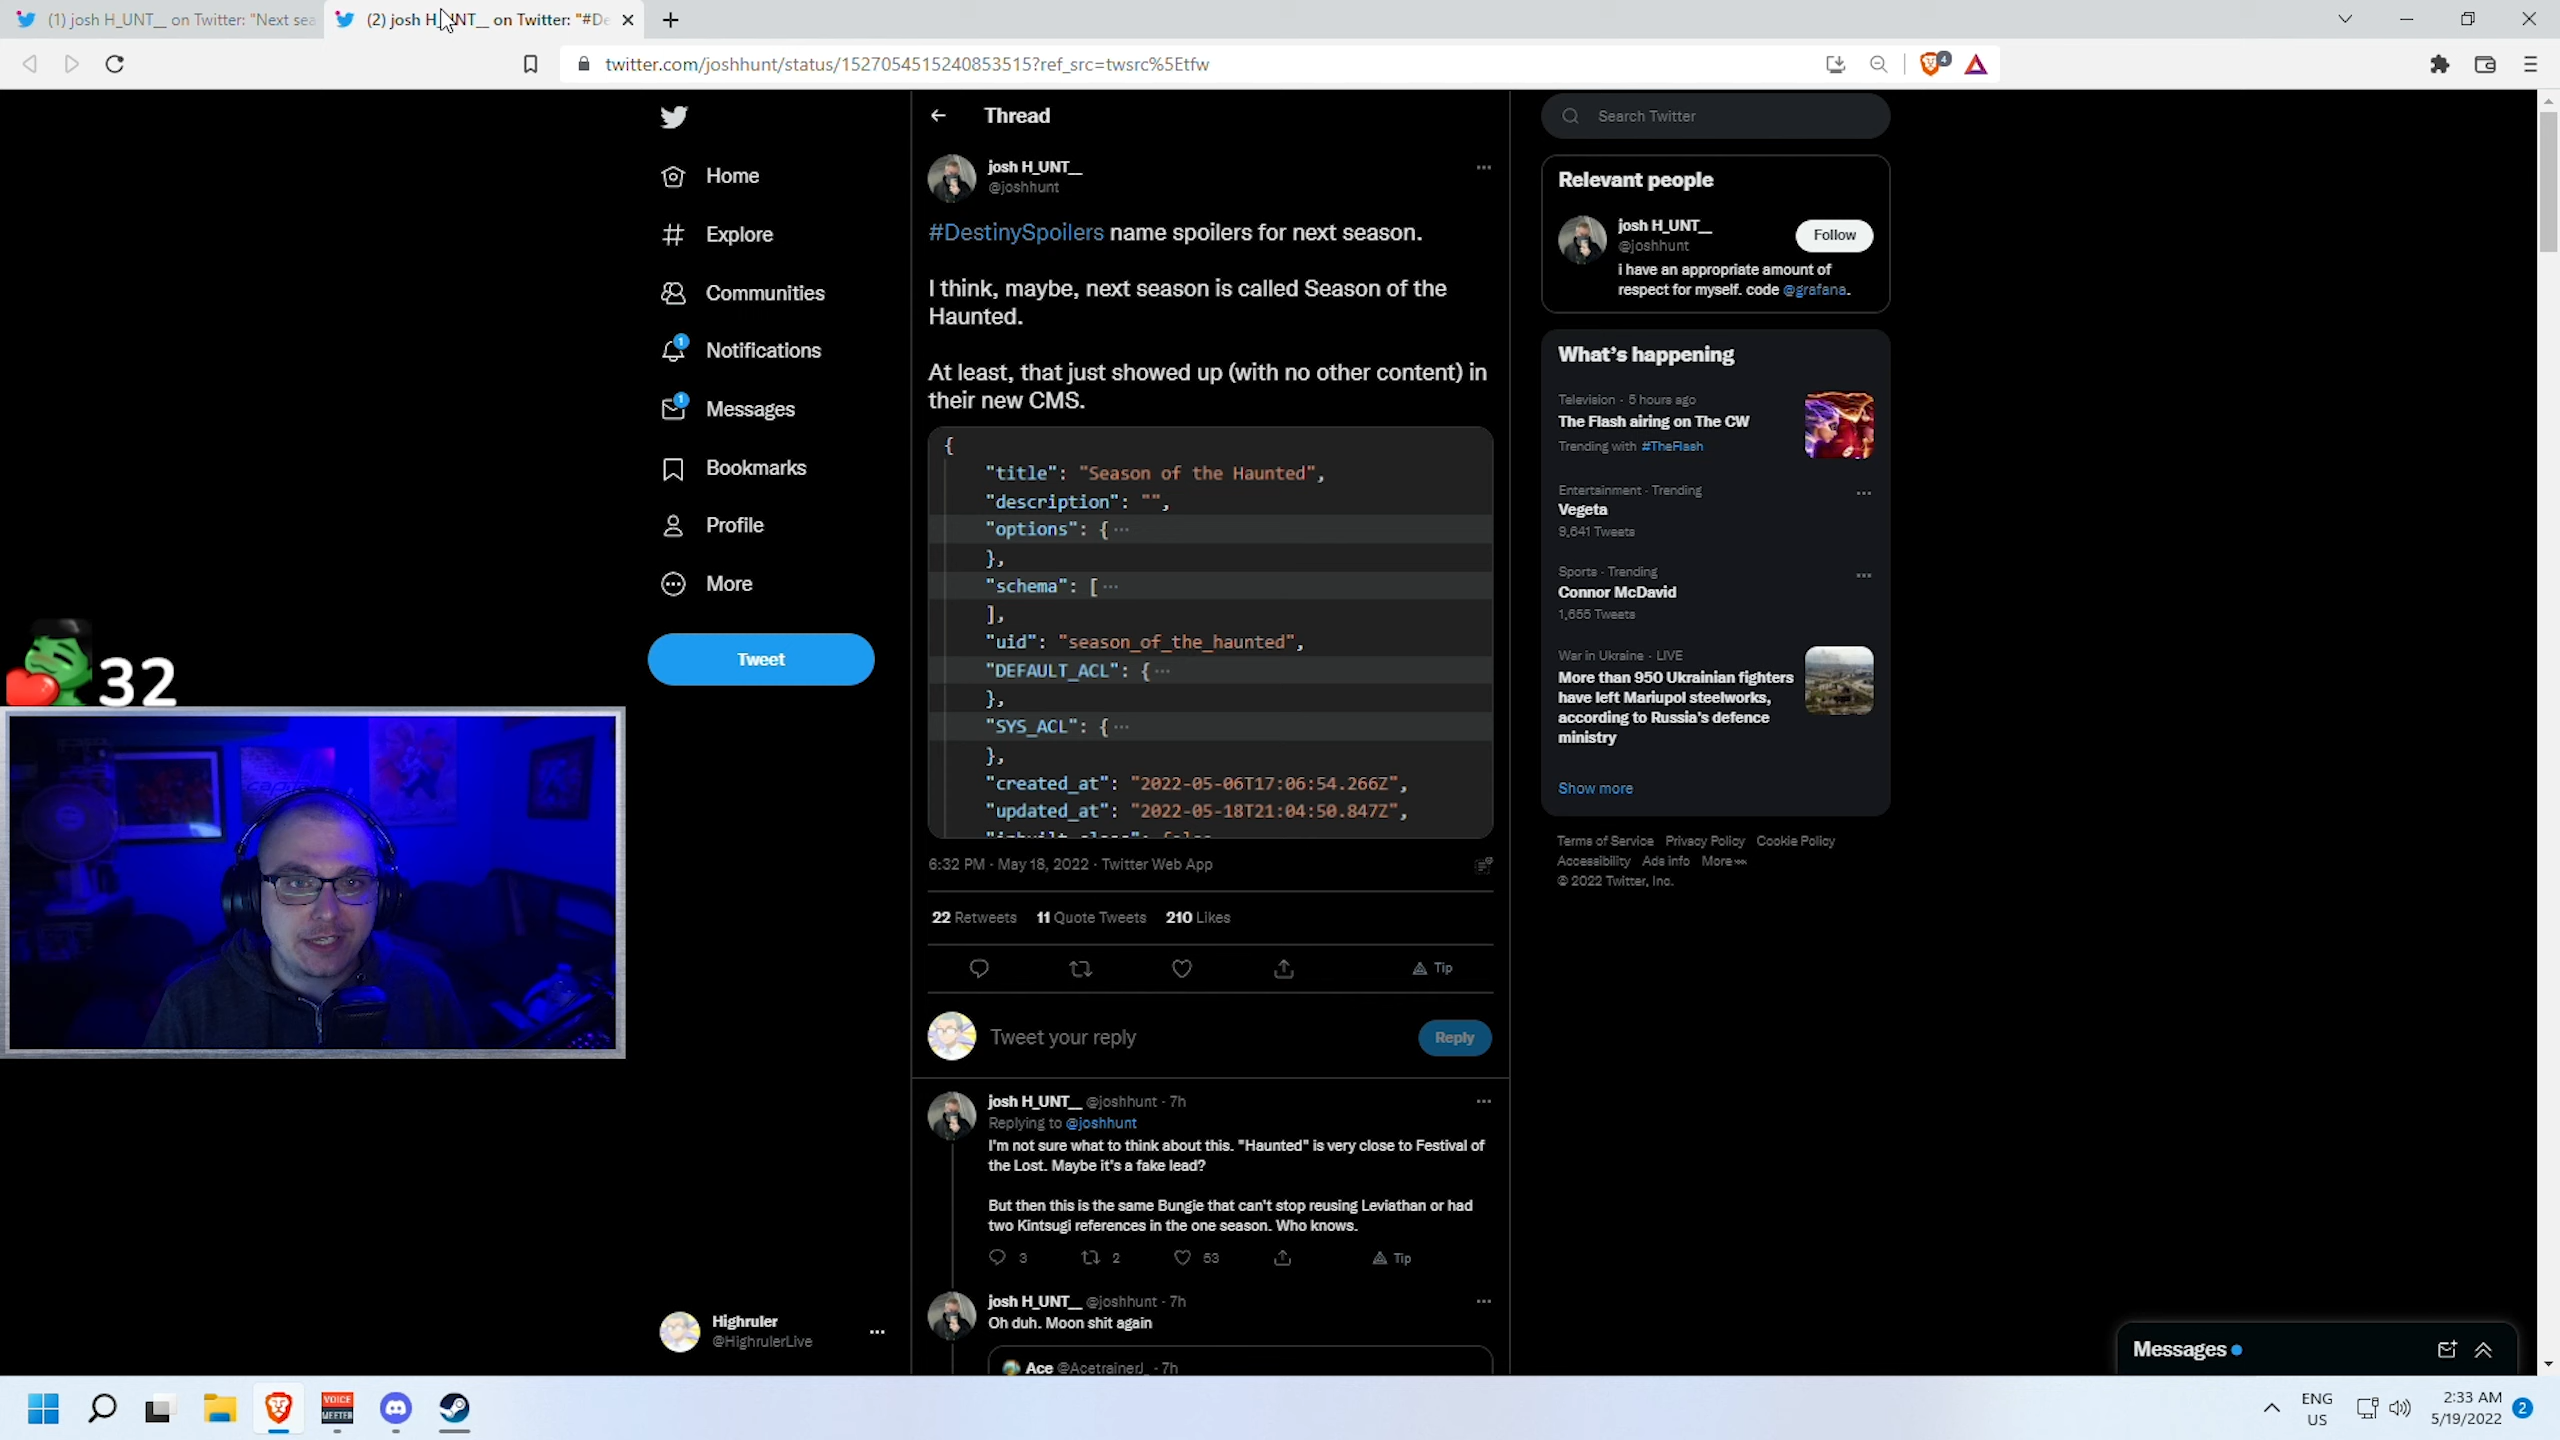 (1) josh H_UNT__ on Twitter: "Next sea
(2) josh H_UNT__ on Twitter: "#De
twitter.com/joshhunt/status/1527054515240853515?ref_src=twsrc%5Etfw
4
Home
Explore
Communities
1
Notifications
1
Messages
Bookmarks
Profile
More
Tweet
32
Highruler
@HighrulerLive
Thread
josh H_UNT__
@joshhunt
#DestinySpoilers name spoilers for next season.
I think, maybe, next season is called Season of the
Haunted.
At least, that just showed up (with no other content) in
their new CMS.
{
"title": "Season of the Haunted",
"description": "",
"options": {···
},
"schema": [···
],
"uid": "season_of_the_haunted",
"DEFAULT_ACL": {···
},
"SYS_ACL": {···
},
"created_at": "2022-05-06T17:06:54.266Z",
"updated_at": "2022-05-18T21:04:50.847Z",
6:32 PM · May 18, 2022 · Twitter Web App
22 Retweets 11 Quote Tweets 210 Likes
Tip
Tweet your reply
Reply
josh H_UNT__ @joshhunt · 7h
Replying to @joshhunt
I'm not sure what to think about this. "Haunted" is very close to Festival of
the Lost. Maybe it's a fake lead?
But then this is the same Bungie that can't stop reusing Leviathan or had
two Kintsugi references in the one season. Who knows.
3 2 53 Tip
josh H_UNT__ @joshhunt · 7h
Oh duh. Moon shit again
Ace @AcetrainerJ_ · 7h
Search Twitter
Relevant people
josh H_UNT__
@joshhunt
Follow
i have an appropriate amount of
respect for myself. code @grafana.
What's happening
Television · 5 hours ago
The Flash airing on The CW
Trending with #TheFlash
Entertainment · Trending
Vegeta
9,641 Tweets
Sports · Trending
Connor McDavid
1,655 Tweets
War in Ukraine · LIVE
More than 950 Ukrainian fighters
have left Mariupol steelworks,
according to Russia's defence
ministry
Show more
Terms of Service Privacy Policy Cookie Policy
Accessibility Ads info More ···
© 2022 Twitter, Inc.
Messages
VOICE
MEETER
ENG
US
2:33 AM
5/19/2022
2